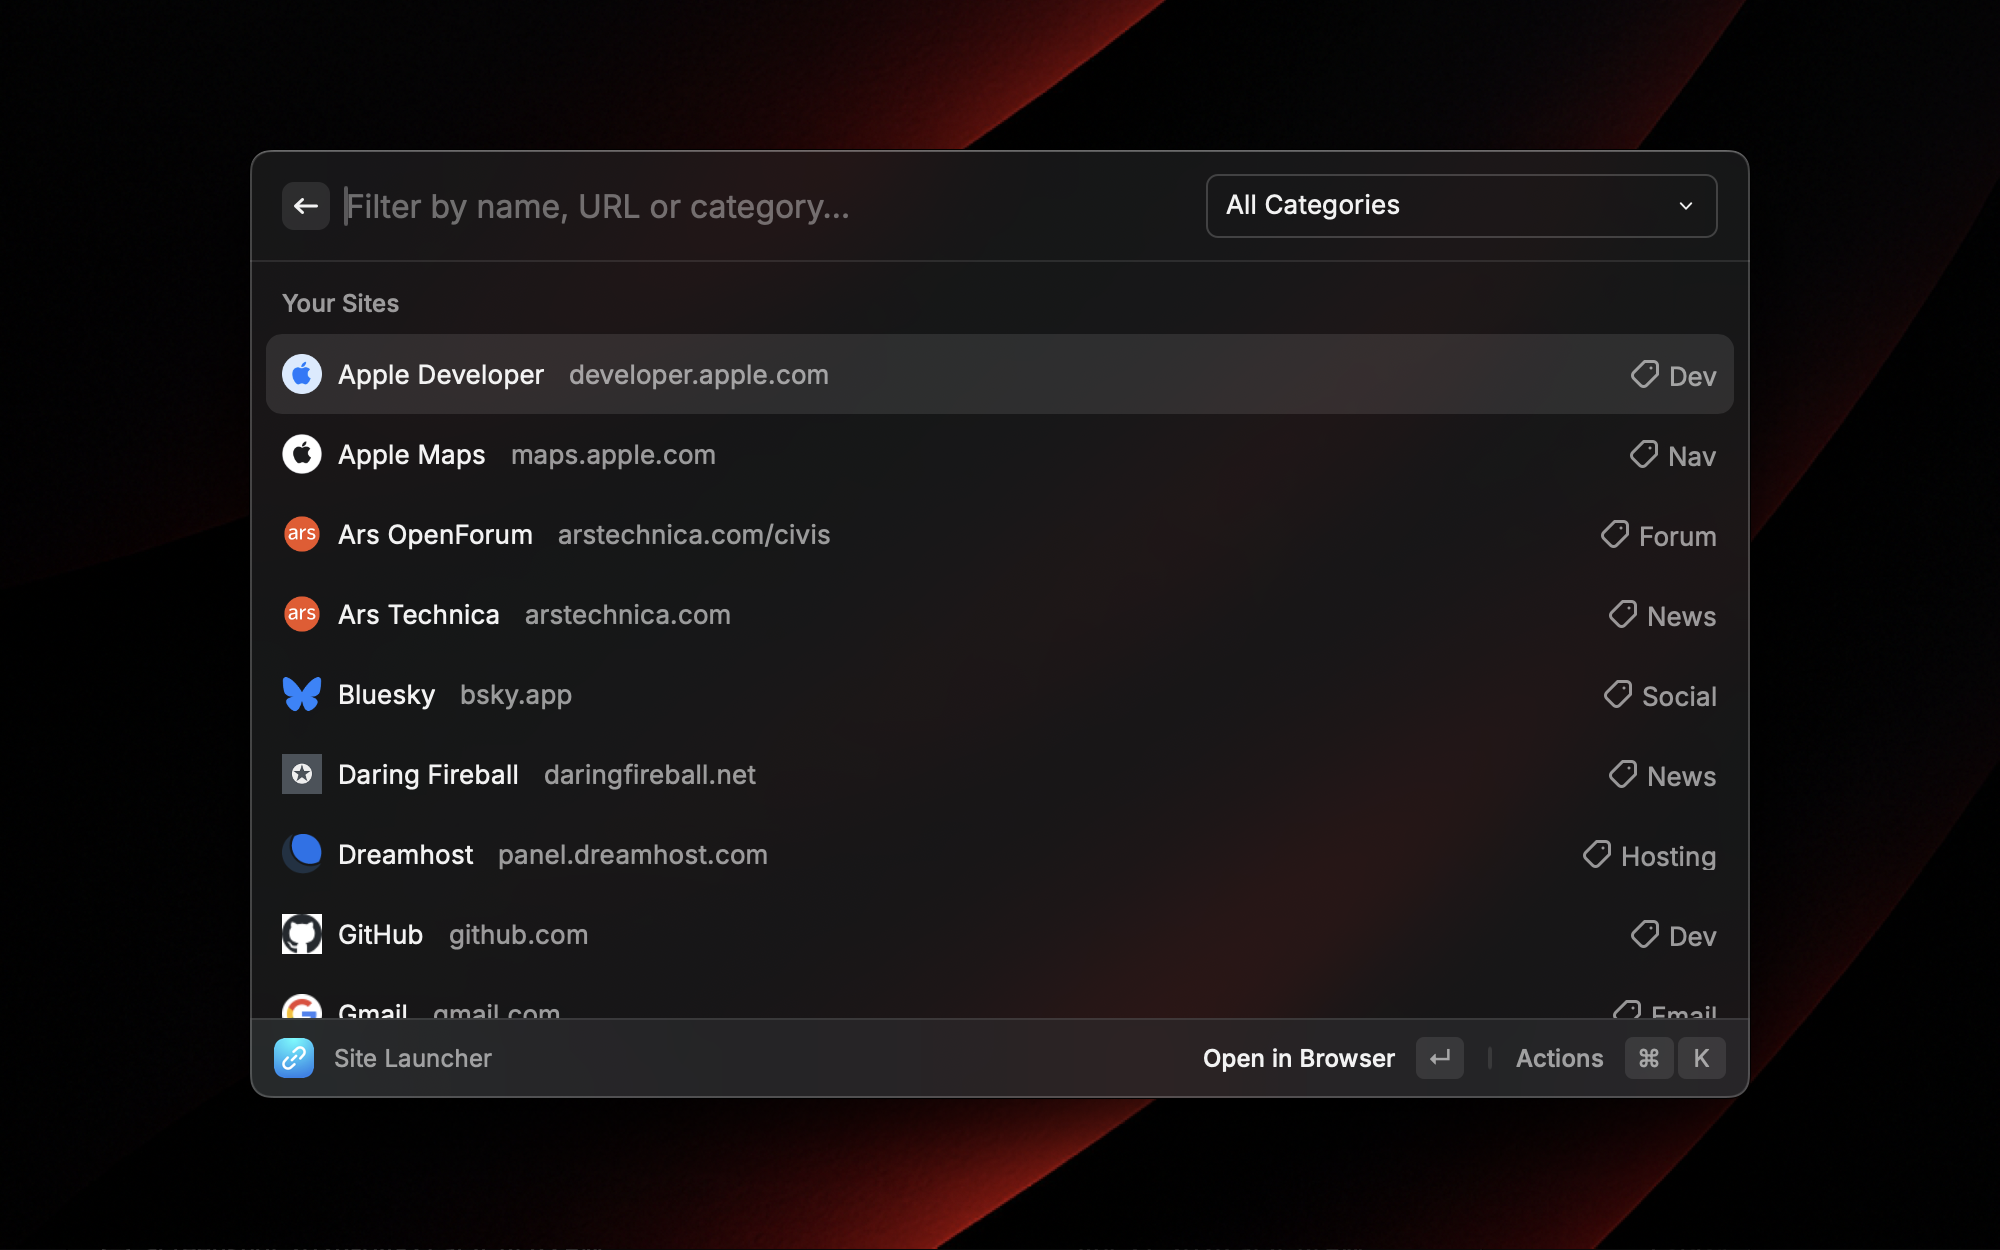 Filter by name, URL or category...
All Categories
Your Sites
Apple Developer developer.apple.com Dev
Apple Maps maps.apple.com Nav
ars Ars OpenForum arstechnica.com/civis Forum
ars Ars Technica arstechnica.com News
Bluesky bsky.app Social
Daring Fireball daringfireball.net News
Dreamhost panel.dreamhost.com Hosting
GitHub github.com Dev
Gmail gmail.com Email
Site Launcher Open in Browser ↵ Actions ⌘ K